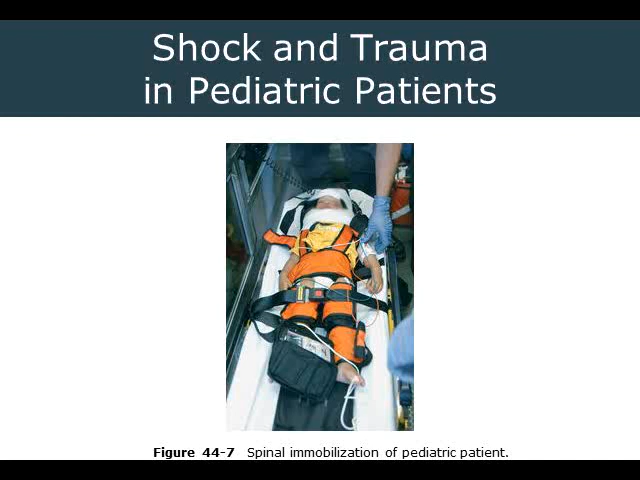 Shock and Trauma
in Pediatric Patients
Figure 44-7 Spinal immobilization of pediatric patient.